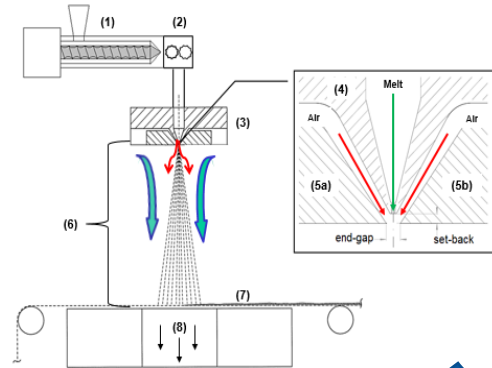 (1)
(2)
(3)
(4)
Melt
Air
Air
(5a)
(5b)
end-gap
set-back
(6)
(7)
(8)